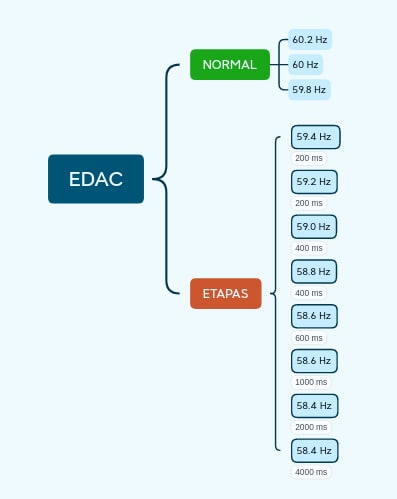 EDAC
NORMAL
60.2 Hz
60 Hz
59.8 Hz
ETAPAS
59.4 Hz
200 ms
59.2 Hz
200 ms
59.0 Hz
400 ms
58.8 Hz
400 ms
58.6 Hz
600 ms
58.6 Hz
1000 ms
58.4 Hz
2000 ms
58.4 Hz
4000 ms